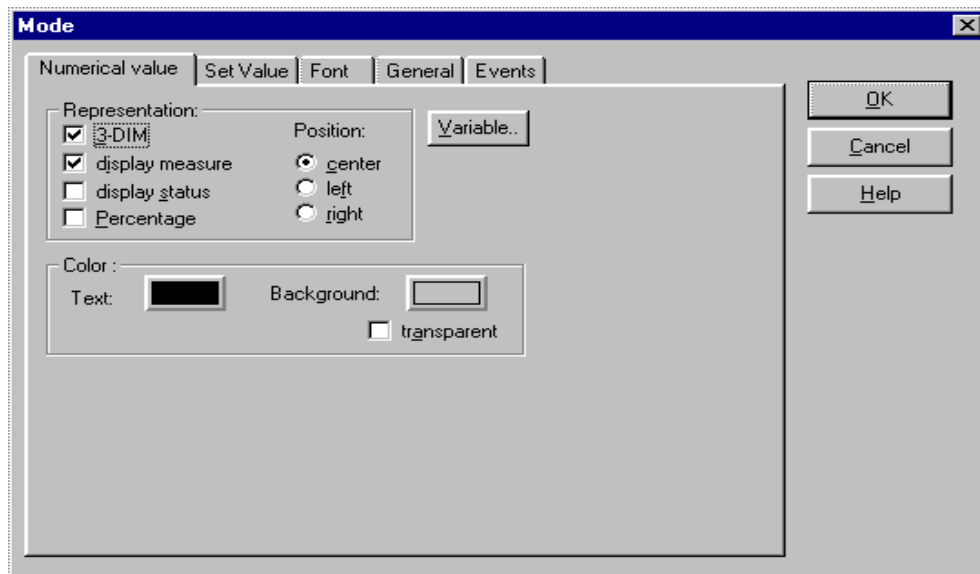 Mode
Numerical value Set Value Font General Events
Representation:
3-DIM
display measure
display status
Percentage
Position:
center
left
right
Variable..
OK
Cancel
Help
Color :
Text:
Background:
transparent